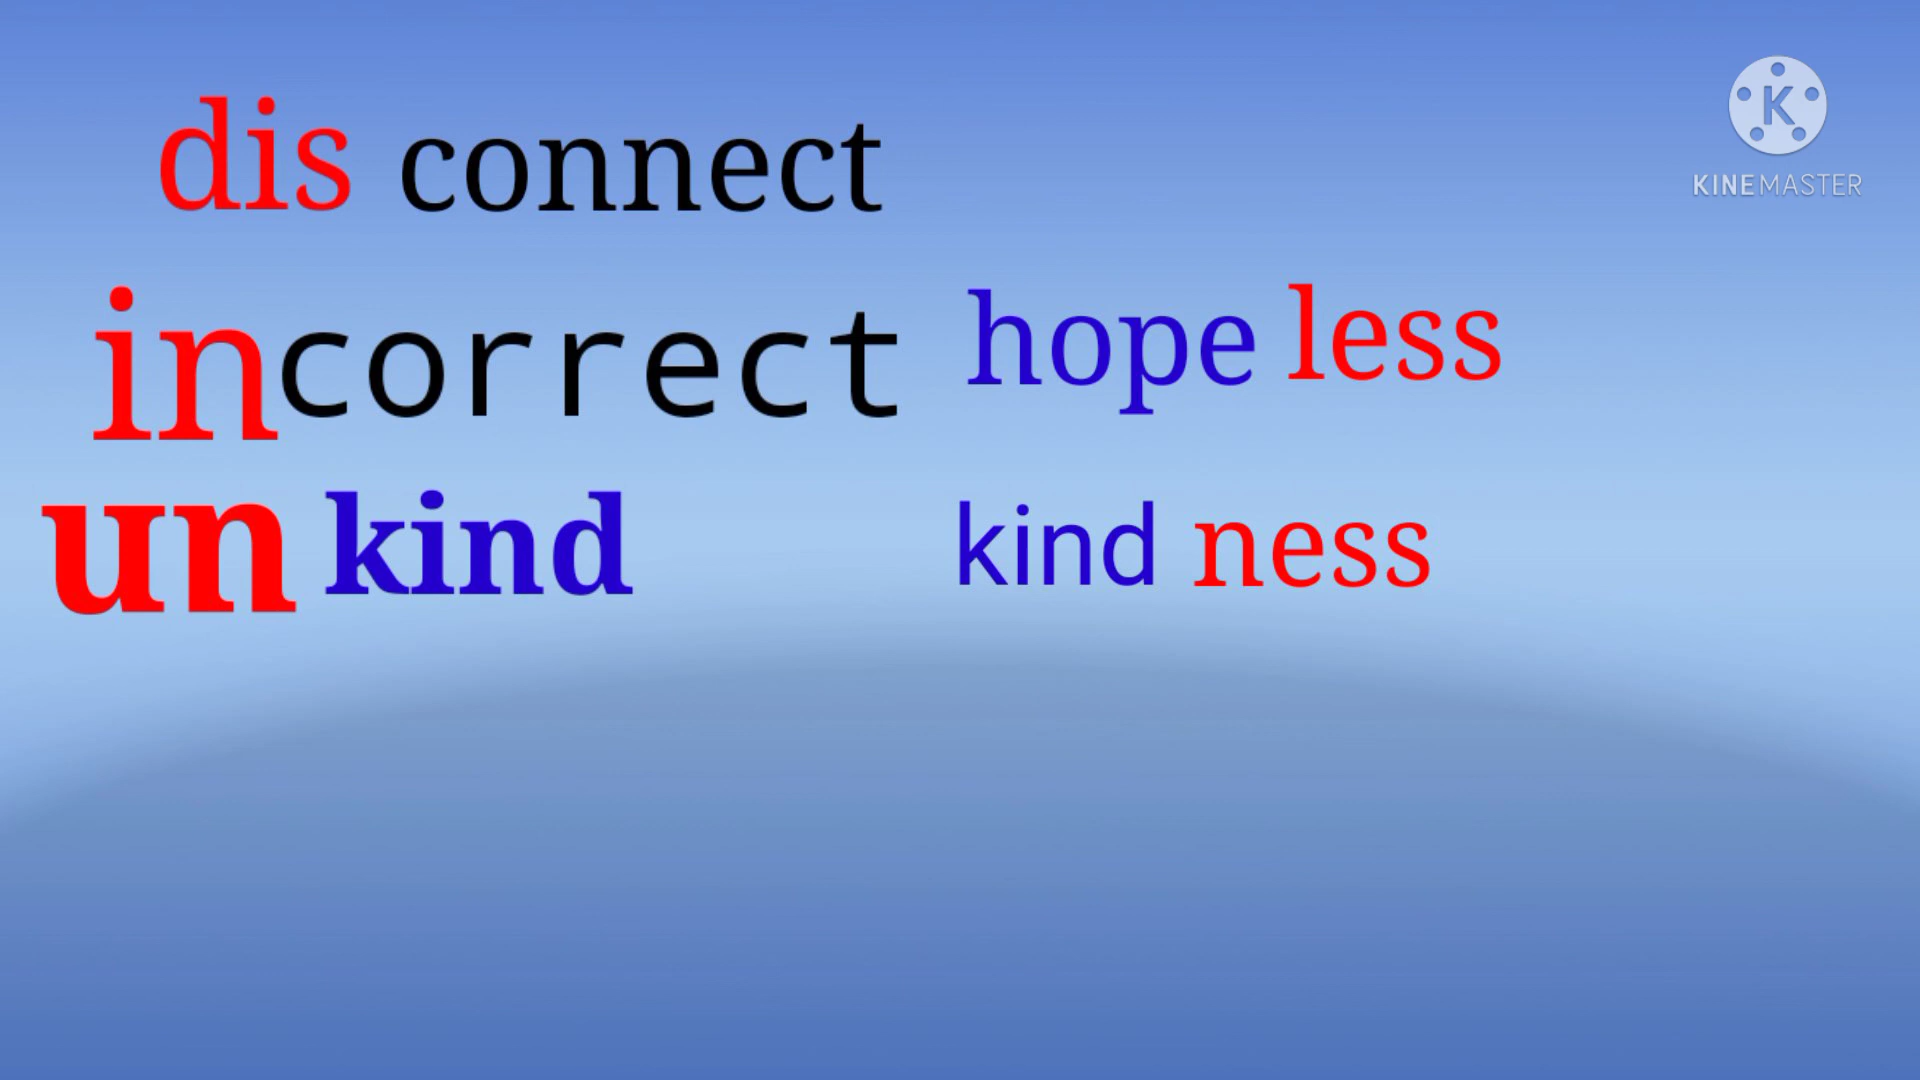 dis connect
incorrect
un kind
hope less
kind ness
K
KINEMASTER